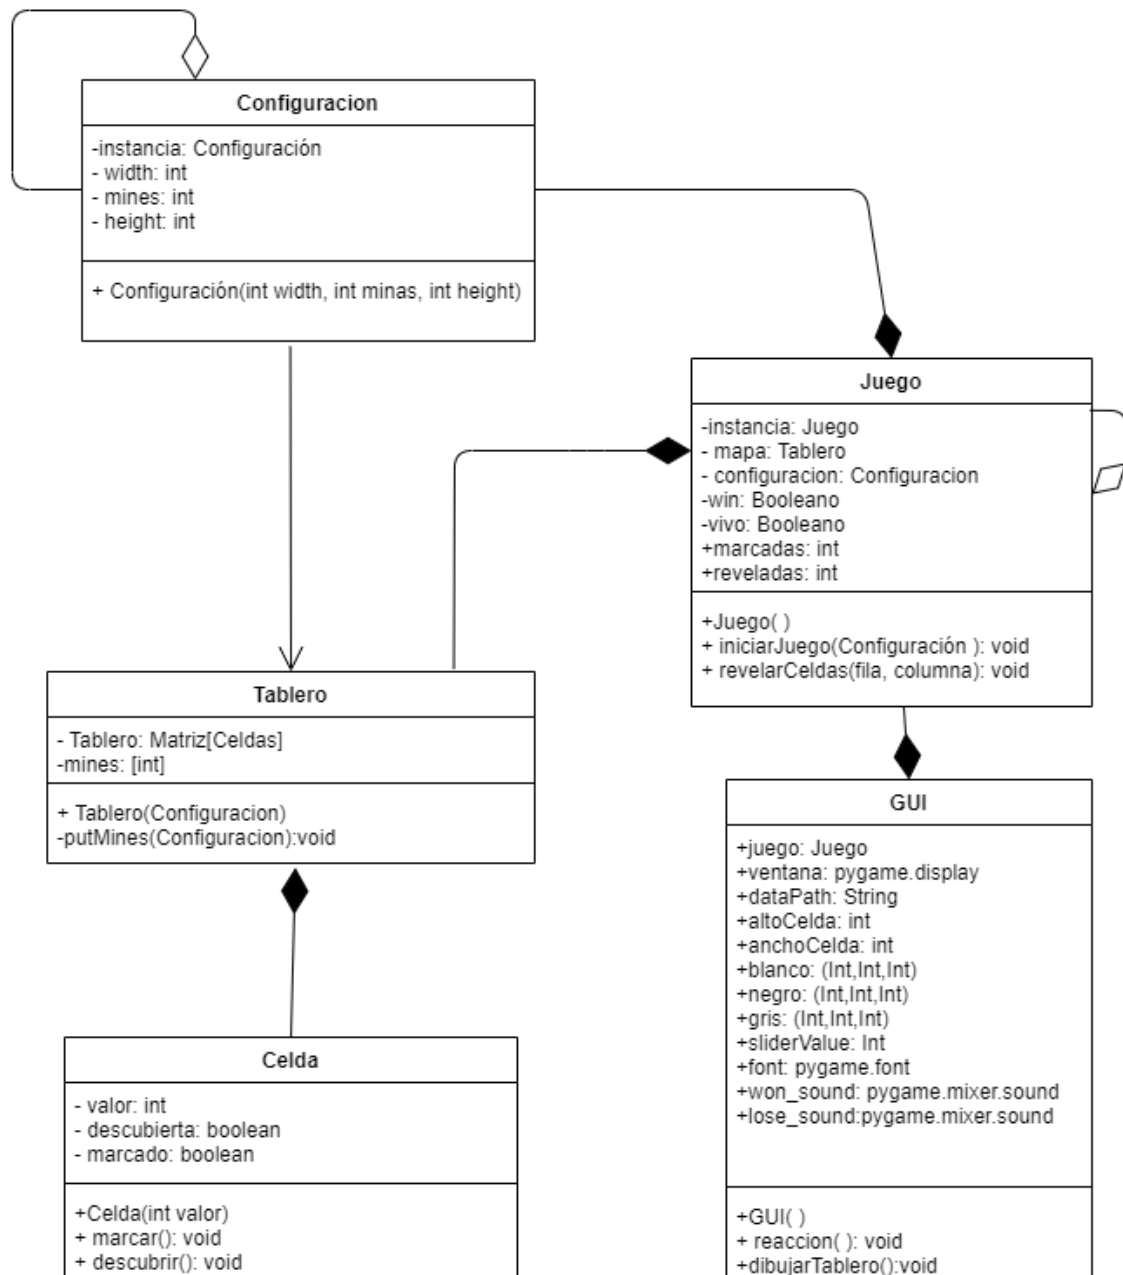 Configuracion
-instancia: Configuración
- width: int
- mines: int
- height: int
+ Configuración(int width, int minas, int height)
Juego
-instancia: Juego
- mapa: Tablero
- configuracion: Configuracion
-win: Booleano
-vivo: Booleano
+marcadas: int
+reveladas: int
+Juego( )
+ iniciarJuego(Configuración ): void
+ revelarCeldas(fila, columna): void
Tablero
- Tablero: Matriz[Celdas]
-mines: [int]
+ Tablero(Configuracion)
-putMines(Configuracion):void
GUI
+juego: Juego
+ventana: pygame.display
+dataPath: String
+altoCelda: int
+anchoCelda: int
+blanco: (Int,Int,Int)
+negro: (Int,Int,Int)
+gris: (Int,Int,Int)
+sliderValue: Int
+font: pygame.font
+won_sound: pygame.mixer.sound
+lose_sound:pygame.mixer.sound
+GUI( )
+ reaccion( ): void
+dibujarTablero():void
Celda
- valor: int
- descubierta: boolean
- marcado: boolean
+Celda(int valor)
+ marcar(): void
+ descubrir(): void